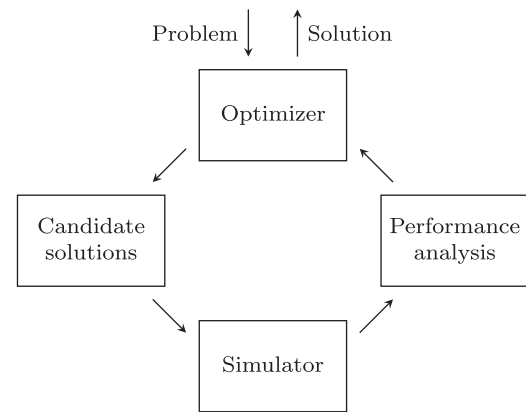 Problem
Solution
Optimizer
Candidate
solutions
Performance
analysis
Simulator